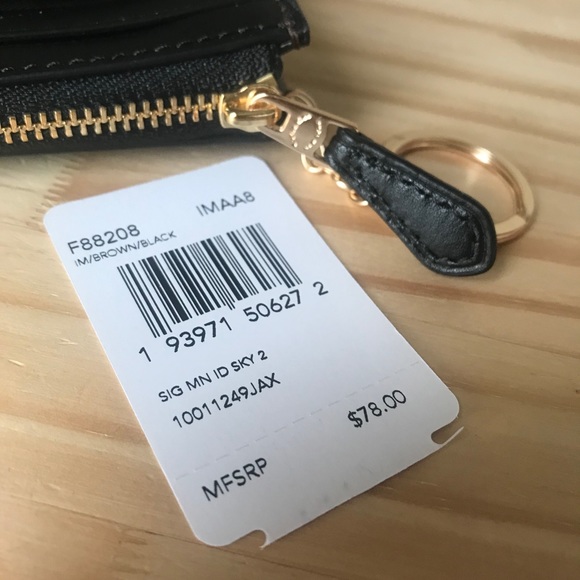 F88208 IMAA8
IM/BROWN/BLACK
1 93971 50627 2
SIG MN ID SKY 2
10011249JAX
$78.00
MFSRP